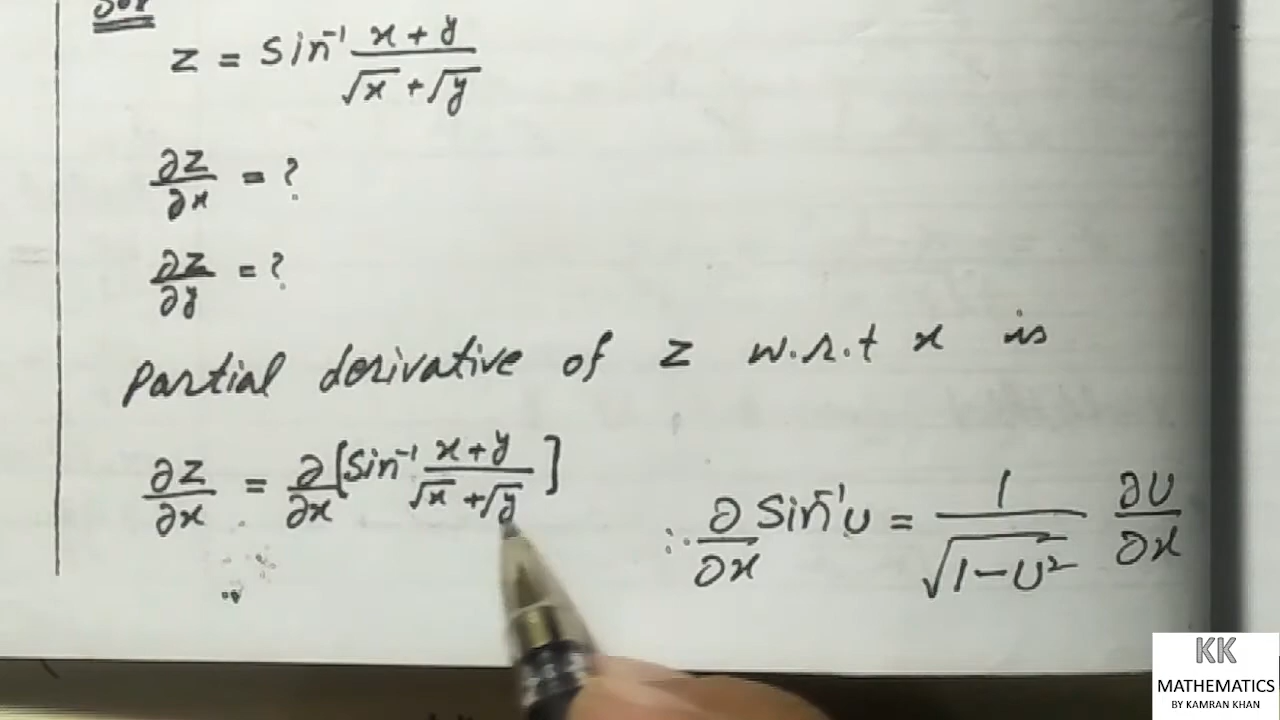 Sol
z = Sin⁻¹ (x + y)/(√x + √y)
∂z/∂x = ?
∂z/∂y = ?
Partial derivative of z w.r.t x is
∂z/∂x = ∂/∂x [Sin⁻¹ (x + y)/(√x + √y)] ∵ ∂/∂x Sin⁻¹U = 1/√(1-U²) ∂U/∂x
KK
MATHEMATICS
BY KAMRAN KHAN